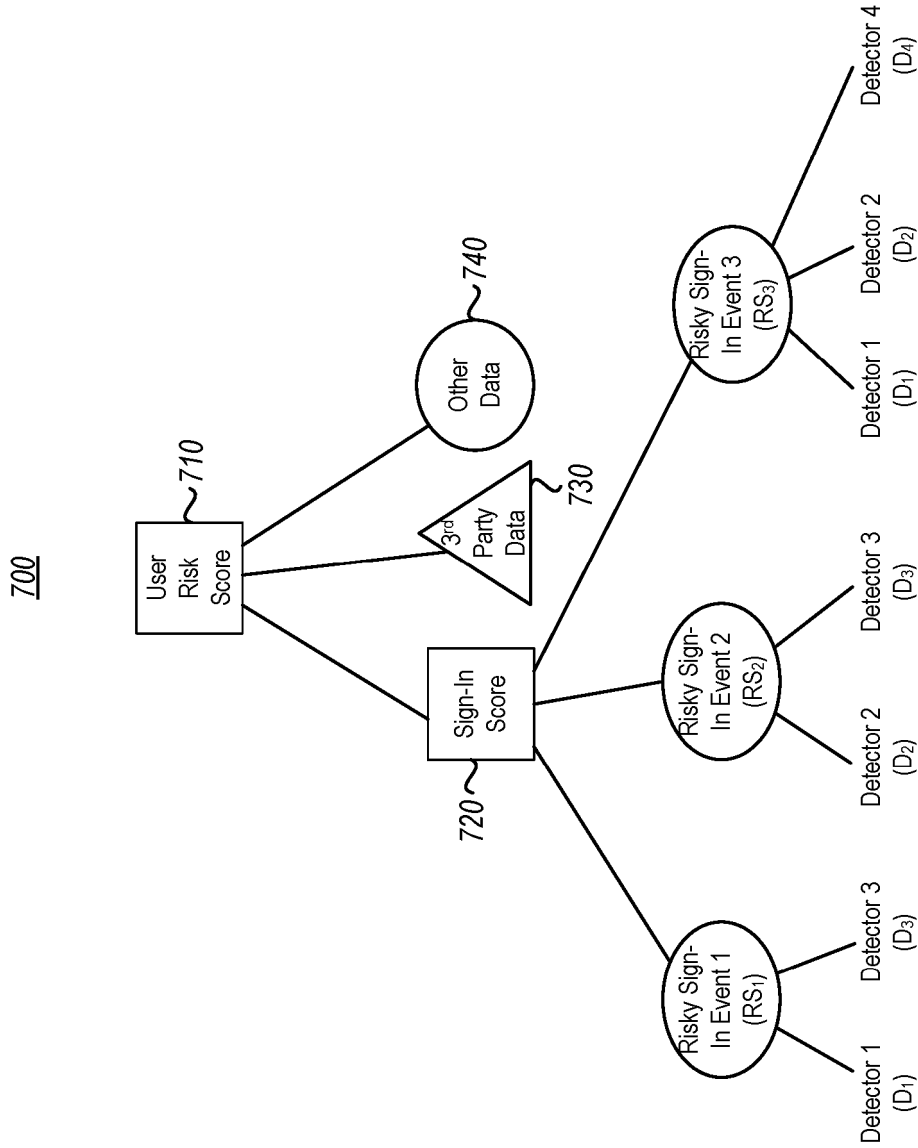 700
User
Risk
Score
710
Sign-In
Score
720
3rd
Party
Data
730
Other
Data
740
Risky Sign-
In Event 1
(RS1)
Risky Sign-
In Event 2
(RS2)
Risky Sign-
In Event 3
(RS3)
Detector 1
(D1)
Detector 3
(D3)
Detector 2
(D2)
Detector 3
(D3)
Detector 1
(D1)
Detector 2
(D2)
Detector 4
(D4)